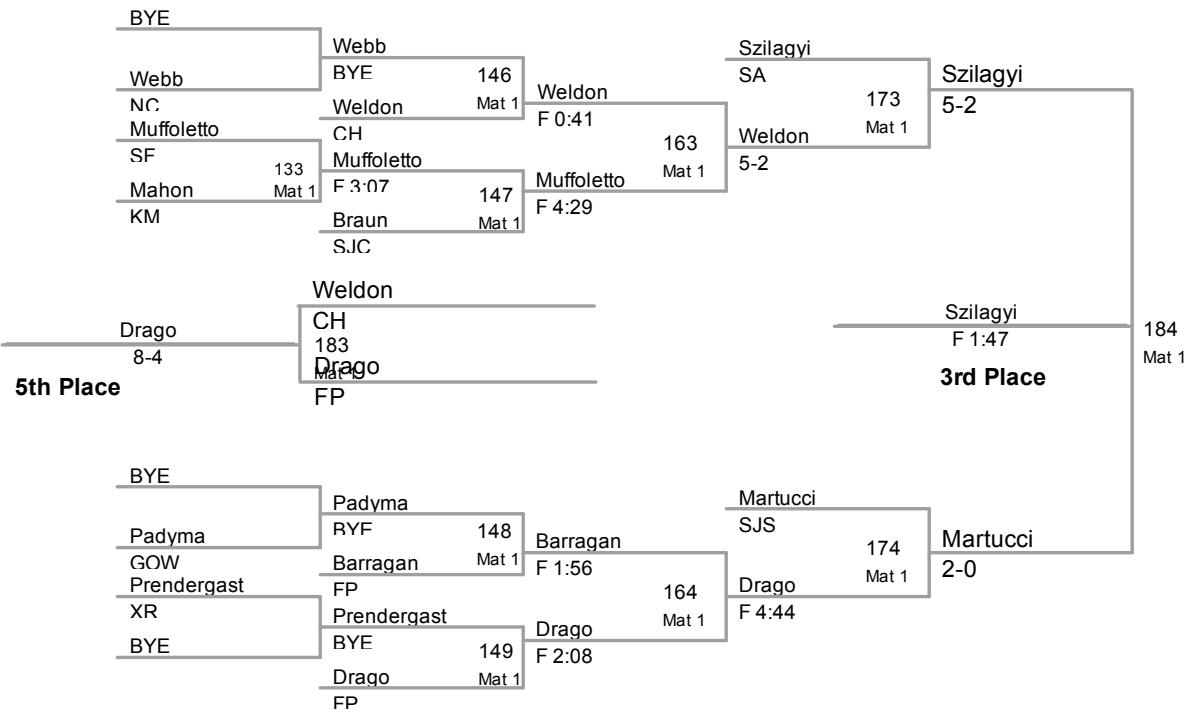 BYE
Webb
NC
Muffoletto
SF
Mahon
KM
133
Mat 1
Webb
BYE
Weldon
CH
146
Mat 1
Muffoletto
F 3:07
Braun
SJC
147
Mat 1
Weldon
F 0:41
Muffoletto
F 4:29
163
Mat 1
Szilagyi
SA
Weldon
5-2
173
Mat 1
Szilagyi
5-2
Weldon
CH
183
Mat 1
Drago
FP
Drago
8-4
5th Place
Szilagyi
F 1:47
3rd Place
184
Mat 1
BYE
Padyma
GOW
Prendergast
XR
BYE
Padyma
BYE
Barragan
FP
148
Mat 1
Prendergast
BYE
Drago
FP
149
Mat 1
Barragan
F 1:56
Drago
F 2:08
164
Mat 1
Martucci
SJS
Drago
F 4:44
174
Mat 1
Martucci
2-0